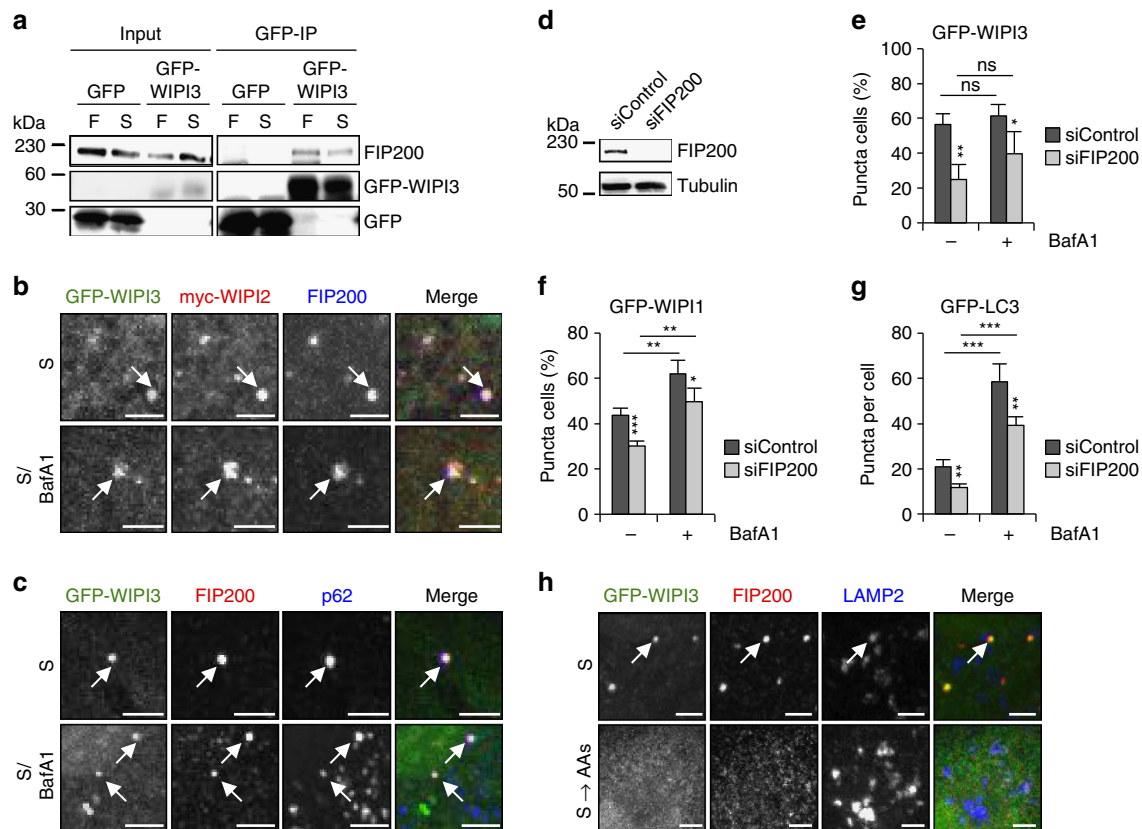 a
Input GFP-IP
GFP GFP-WIPI3 GFP GFP-WIPI3
F S F S F S F S
kDa
230 FIP200
60 GFP-WIPI3
30 GFP
b
GFP-WIPI3 myc-WIPI2 FIP200 Merge
S
S/ BafA1
c
GFP-WIPI3 FIP200 p62 Merge
S
S/ BafA1
d
siControl siFIP200
kDa
230 FIP200
50 Tubulin
e
GFP-WIPI3
Puncta cells (%)
100
80
60
40
20
0
ns
ns
** *
siControl
siFIP200
– + BafA1
f
GFP-WIPI1
Puncta cells (%)
80
60
40
20
0
**
**
*** *
siControl
siFIP200
– + BafA1
g
GFP-LC3
Puncta per cell
80
60
40
20
0
***
***
** **
siControl
siFIP200
– + BafA1
h
GFP-WIPI3 FIP200 LAMP2 Merge
S
S → AAs